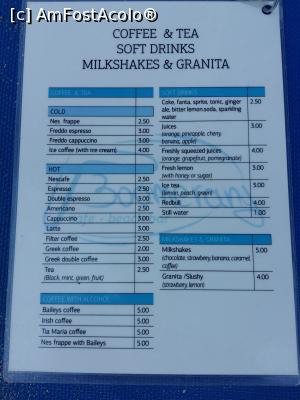 [c] AmFostAcolo®
COFFEE & TEA
SOFT DRINKS
MILKSHAKES & GRANITA
COFFEE & TEA
COLD
Nes frappe 2.50
Freddo espresso 3.00
Freddo cappuccino 3.00
Ice coffee (with ice cream) 4.00
HOT
Nescafe 2.50
Espresso 2.50
Double espresso 3.00
Americano 2.50
Cappuccino 3.00
Latte 3.00
Filter coffee 2.50
Greek coffee 2.00
Greek double coffee 3.00
Tea 2.50
(Black, mint, green, fruit)
COFFEE WITH ALCOHOL
Baileys coffee 5.00
Irish coffee 5.00
Tia Maria coffee 5.00
Nes frappe with Baileys 5.00
SOFT DRINKS
Coke, fanta, sprite, tonic, ginger 2.50
ale, bitter lemon, soda, sparkling
water
Juices 3.00
(orange, pineapple, cherry,
banana, apple)
Freshly squeezed juices 4.00
(orange, grapefruit, pomegranate)
Fresh lemon 3.00
(with honey or sugar)
Ice tea 3.00
(lemon, peach, green)
Redbull 4.00
Still water 1.00
MILKSHAKES & GRANITA
Milkshakes 5.00
(chocolate, strawberry, banana, caramel,
coffee)
Granita /Slushy 4.00
(strawberry, lemon)